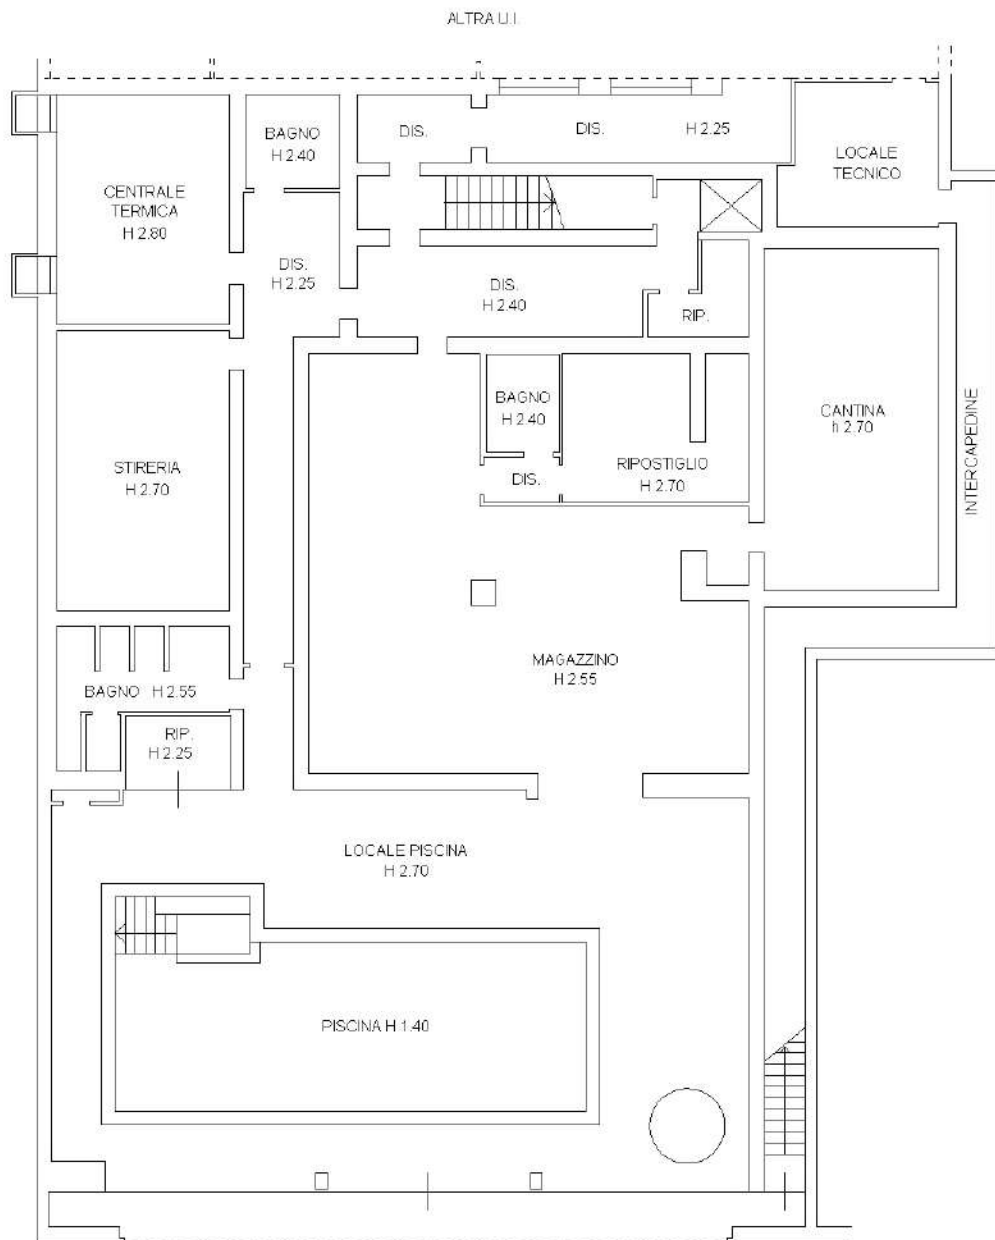 ALTRA U.I.
BAGNO
H 2.40
DIS.
DIS.
H 2.25
LOCALE
TECNICO
CENTRALE
TERMICA
H 2.80
DIS.
H 2.25
DIS.
H 2.40
RIP.
BAGNO
H 2.40
CANTINA
h 2.70
INTERCAPEDINE
STIRERIA
H 2.70
DIS.
RIPOSTIGLIO
H 2.70
MAGAZZINO
H 2.55
BAGNO H 2.55
RIP.
H 2.25
LOCALE PISCINA
H 2.70
PISCINA H 1.40